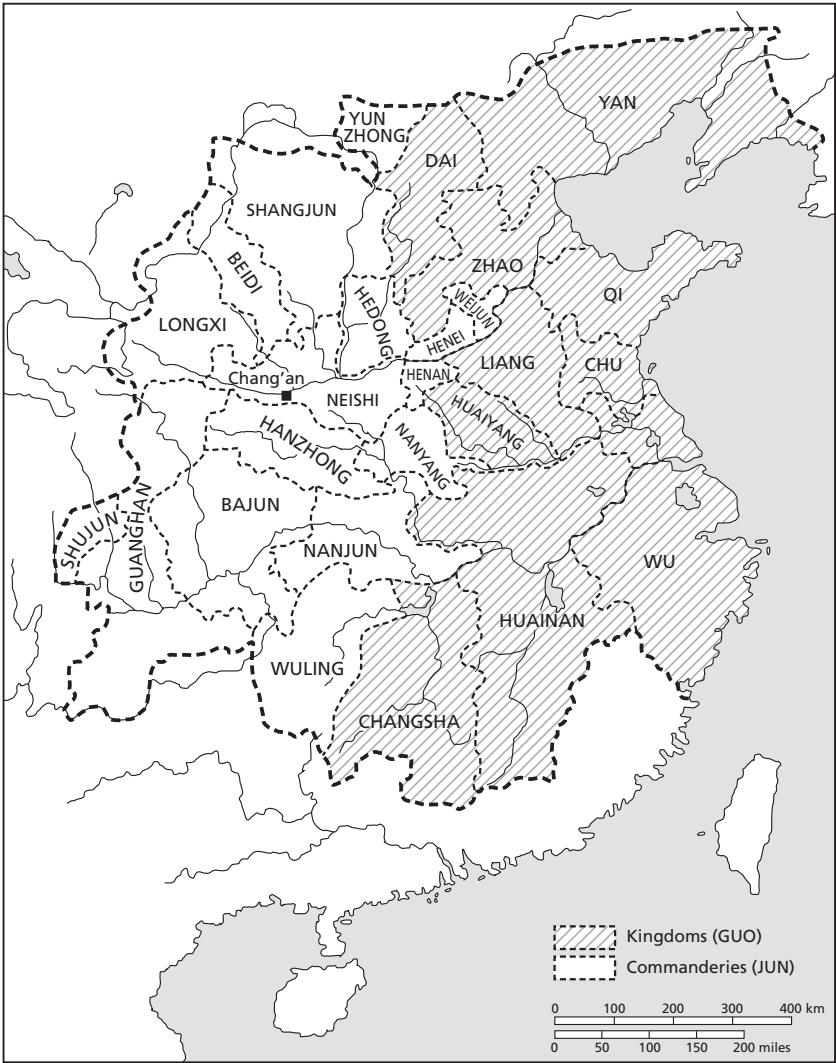 YAN
YUN
ZHONG
DAI
SHANGJUN
ZHAO
BEIDI
QI
WEIJUN
HEDONG
LONGXI
HENEI
LIANG
CHU
HENAN
Chang'an
NEISHI
HUAIYANG
HANZHONG
NANYANG
BAJUN
SHUJUN
GUANGHAN
NANJUN
WU
HUAINAN
WULING
CHANGSHA
Kingdoms (GUO)
Commanderies (JUN)
0 100 200 300 400 km
0 50 100 150 200 miles